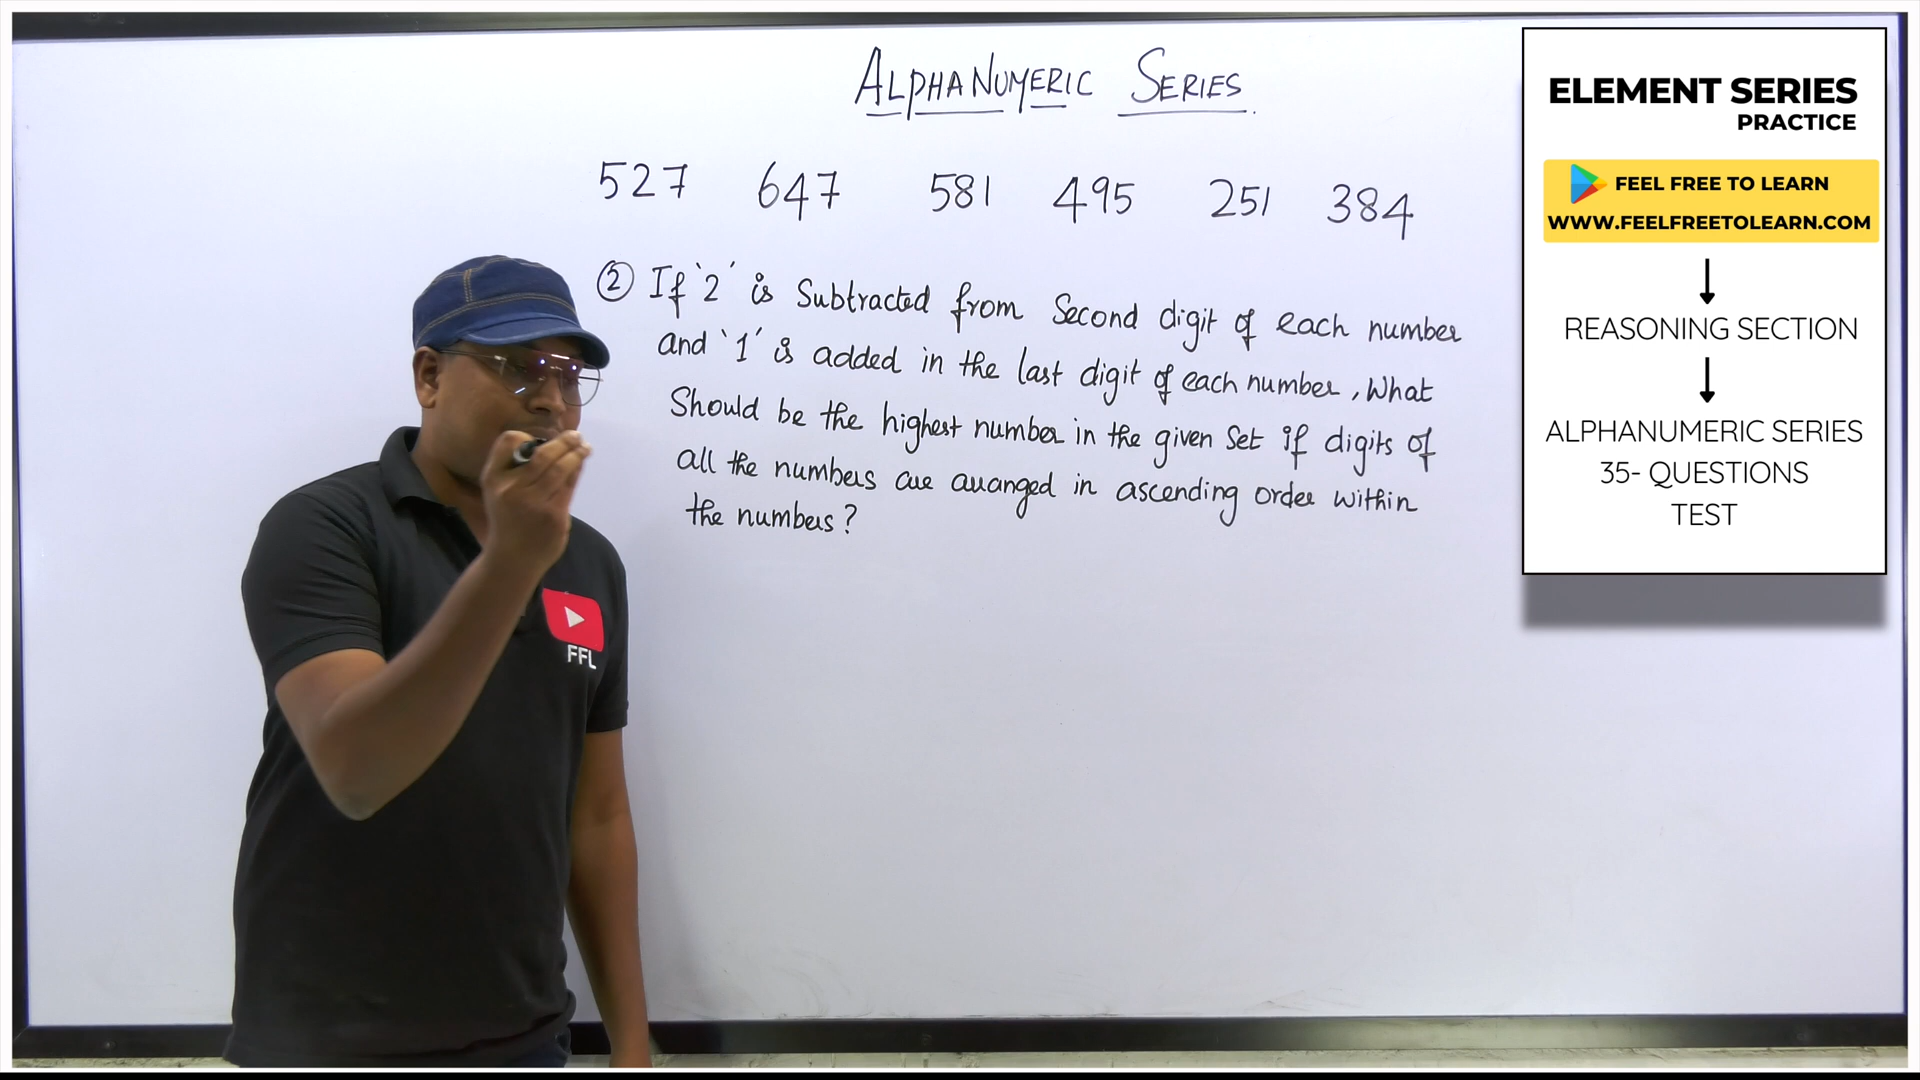 ALPHANUMERIC SERIES.
527 647 581 495 251 384
② If '2' is Subtracted from Second digit of each number
and '1' is added in the last digit of each number, What
Should be the highest number in the given Set if digits of
all the numbers are arranged in ascending order within
the numbers?
FFL
ELEMENT SERIES
PRACTICE
FEEL FREE TO LEARN
WWW.FEELFREETOLEARN.COM
REASONING SECTION
ALPHANUMERIC SERIES
35- QUESTIONS
TEST